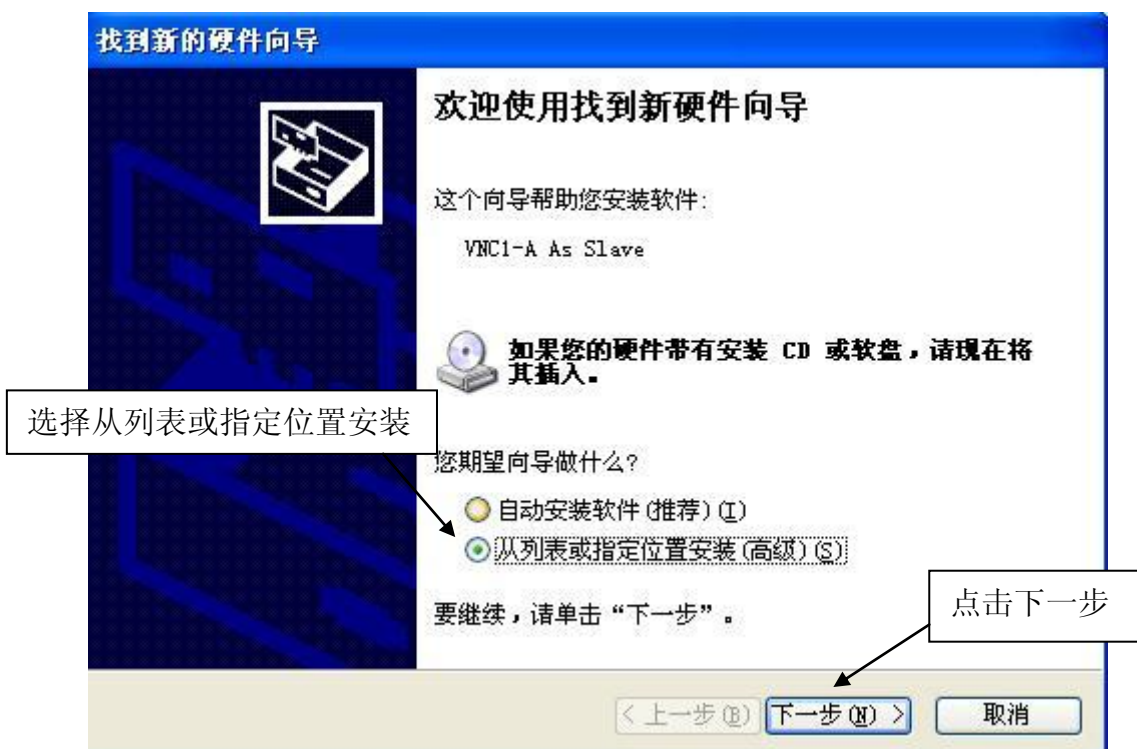 找到新的硬件向导
欢迎使用找到新硬件向导
这个向导帮助您安装软件:
VNC1-A As Slave
如果您的硬件带有安装 CD 或软盘，请现在将
其插入。
选择从列表或指定位置安装
您期望向导做什么?
自动安装软件(推荐)(I)
从列表或指定位置安装(高级)(S)
要继续，请单击“下一步”。
点击下一步
< 上一步(B)
下一步(N) >
取消